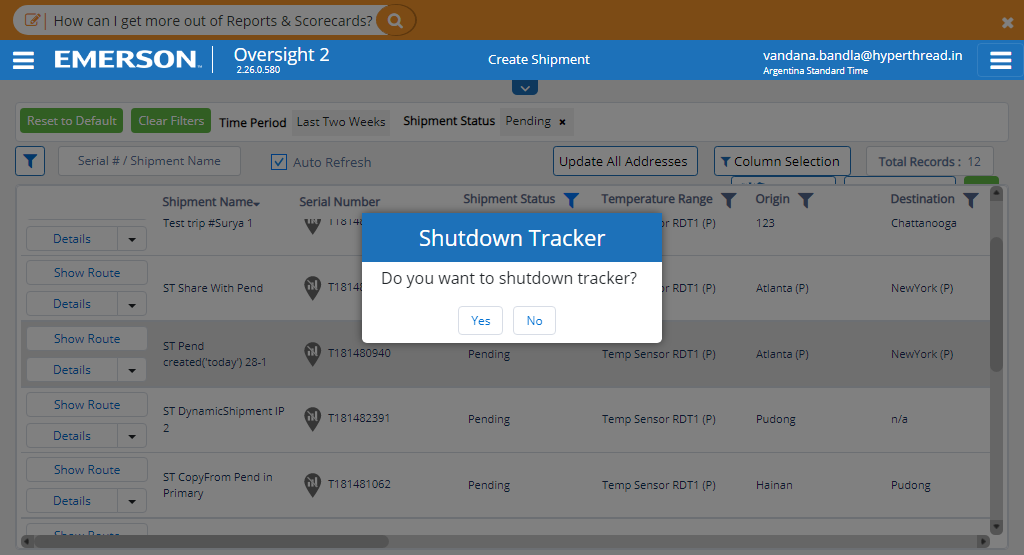 How can I get more out of Reports & Scorecards?
EMERSON
Oversight 2
2.26.0.580
Create Shipment
vandana.bandla@hyperthread.in
Argentina Standard Time
Reset to Default Clear Filters Time Period Last Two Weeks Shipment Status Pending ×
Serial # / Shipment Name Auto Refresh Update All Addresses Column Selection Total Records : 12
Shipment Name Serial Number Shipment Status Temperature Range Origin Destination
Test trip #Surya 1 RDT1 (P) 123 Chattanooga
Details
Show Route
ST Share With Pend RDT1 (P) Atlanta (P) NewYork (P)
Details
Shutdown Tracker
Do you want to shutdown tracker?
Yes No
Show Route
ST Pend
created('today') 28-1
T181480940 Pending Temp Sensor RDT1 (P) Atlanta (P) NewYork (P)
Details
Show Route
ST DynamicShipment IP
2
T181482391 Pending Temp Sensor RDT1 (P) Pudong n/a
Details
Show Route
ST CopyFrom Pend in
Primary
T181481062 Pending Temp Sensor RDT1 (P) Hainan Pudong
Details
Show Route